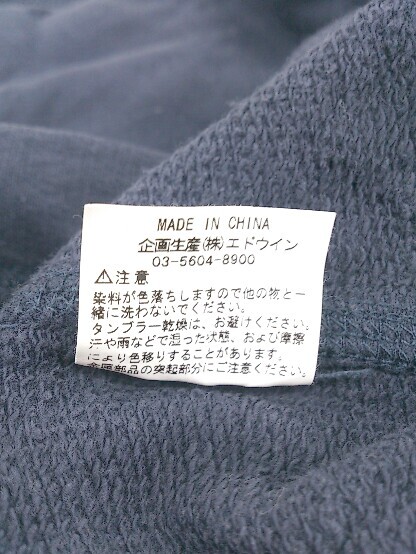 MADE IN CHINA
企画生産(株)エドウイン
03-5604-8900
⚠注意
染料が色落ちしますので他の物と一
緒に洗わないでください。
タンブラー乾燥は、お避けください。
汗や雨などで湿った状態、および摩擦
により色移りすることがあります。
金属部品の突起部分にご注意ください。